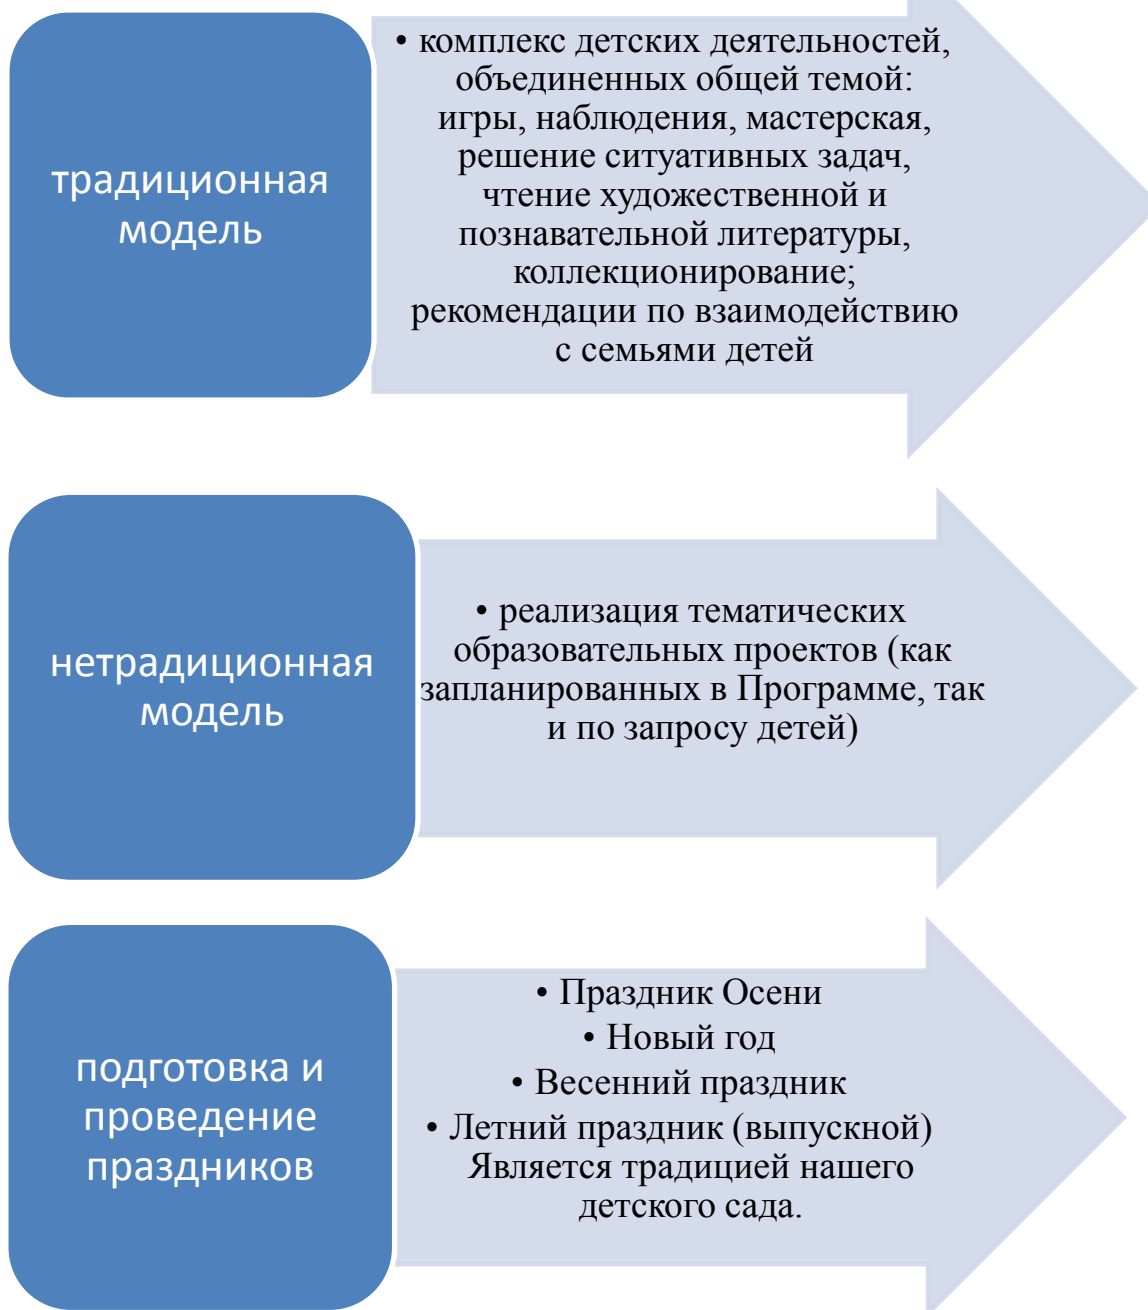 традиционная
модель
• комплекс детских деятельностей,
объединенных общей темой:
игры, наблюдения, мастерская,
решение ситуативных задач,
чтение художественной и
познавательной литературы,
коллекционирование;
рекомендации по взаимодействию
с семьями детей
нетрадиционная
модель
• реализация тематических
образовательных проектов (как
запланированных в Программе, так
и по запросу детей)
подготовка и
проведение
праздников
• Праздник Осени
• Новый год
• Весенний праздник
• Летний праздник (выпускной)
Является традицией нашего
детского сада.